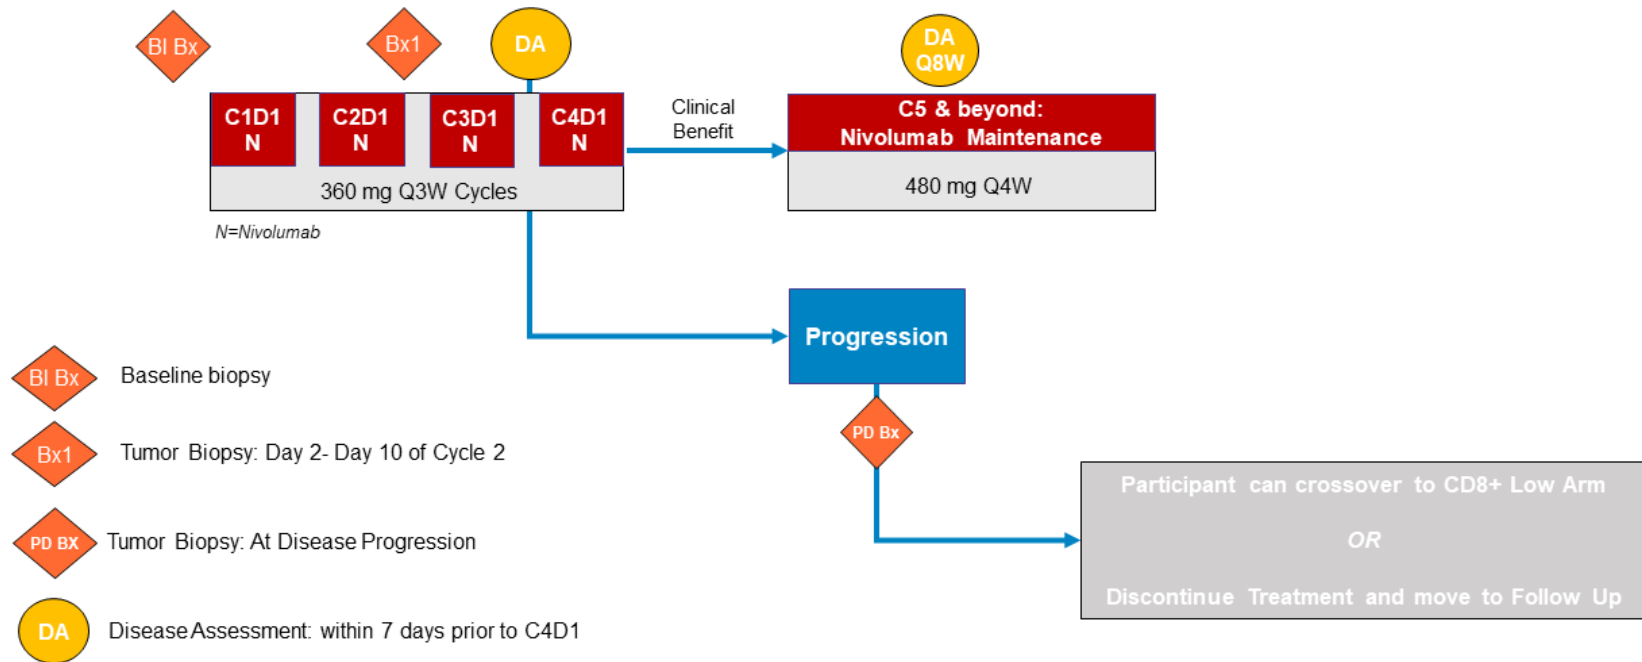 BI Bx
Bx1
DA
DA
Q8W
C1D1
N
C2D1
N
C3D1
N
C4D1
N
360 mg Q3W Cycles
N=Nivolumab
Clinical
Benefit
C5 & beyond:
Nivolumab Maintenance
480 mg Q4W
Progression
PD Bx
Participant can crossover to CD8+ Low Arm
OR
Discontinue Treatment and move to Follow Up
BI Bx Baseline biopsy
Bx1 Tumor Biopsy: Day 2- Day 10 of Cycle 2
PD BX Tumor Biopsy: At Disease Progression
DA Disease Assessment: within 7 days prior to C4D1